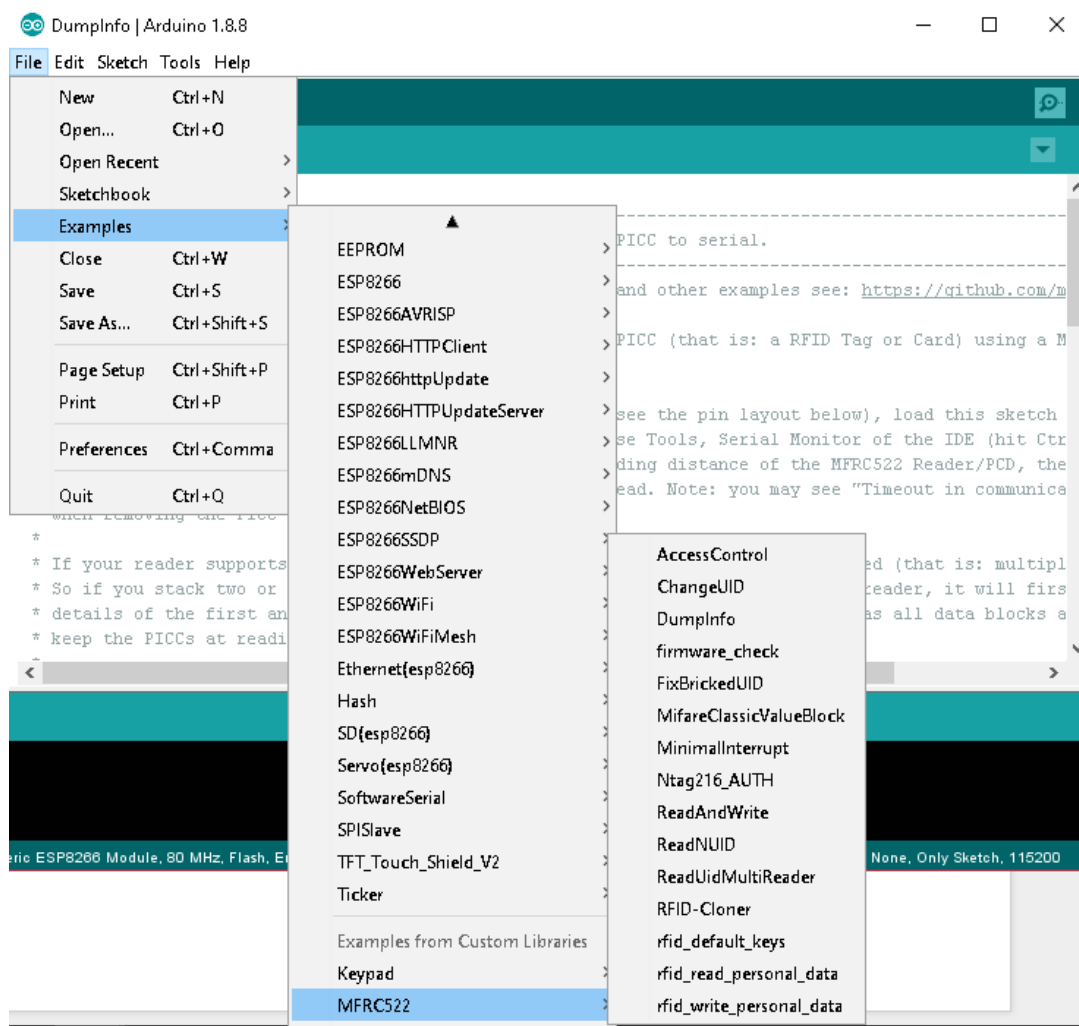 DumpInfo | Arduino 1.8.8
File Edit Sketch Tools Help
New Ctrl+N
Open... Ctrl+O
Open Recent
Sketchbook
Examples
Close Ctrl+W
Save Ctrl+S
Save As... Ctrl+Shift+S
Page Setup Ctrl+Shift+P
Print Ctrl+P
Preferences Ctrl+Comma
Quit Ctrl+Q
EEPROM
ESP8266
ESP8266AVRISP
ESP8266HTTPClient
ESP8266httpUpdate
ESP8266HTTPUpdateServer
ESP8266LLMNR
ESP8266mDNS
ESP8266NetBIOS
ESP8266SSDP
ESP8266WebServer
ESP8266WiFi
ESP8266WiFiMesh
Ethernet(esp8266)
Hash
SD(esp8266)
Servo(esp8266)
SoftwareSerial
SPISlave
TFT_Touch_Shield_V2
Ticker
Examples from Custom Libraries
Keypad
MFRC522
AccessControl
ChangeUID
DumpInfo
firmware_check
FixBrickedUID
MifareClassicValueBlock
MinimalInterrupt
Ntag216_AUTH
ReadAndWrite
ReadNUID
ReadUidMultiReader
RFID-Cloner
rfid_default_keys
rfid_read_personal_data
rfid_write_personal_data
PICC to serial.
and other examples see: https://github.com/m
PICC (that is: a RFID Tag or Card) using a M
see the pin layout below), load this sketch
se Tools, Serial Monitor of the IDE (hit Ctr
ding distance of the MFRC522 Reader/PCD, the
ead. Note: you may see "Timeout in communica
*
* If your reader supports ed (that is: multipl
* So if you stack two or reader, it will firs
* details of the first an as all data blocks a
* keep the PICCs at readi
eric ESP8266 Module, 80 MHz, Flash, None, Only Sketch, 115200